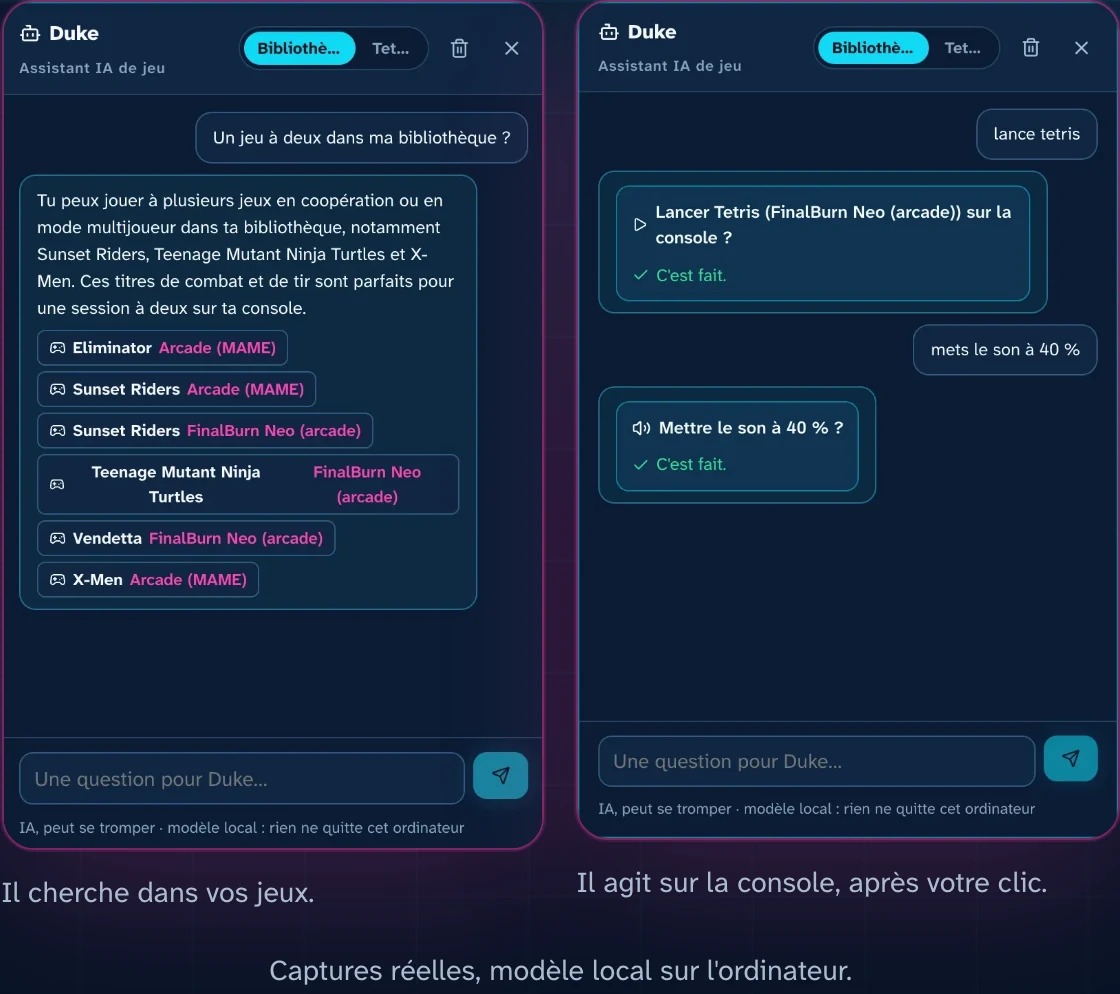 Duke
Bibliothè...
Tet...
Assistant IA de jeu
Un jeu à deux dans ma bibliothèque ?
Tu peux jouer à plusieurs jeux en coopération ou en
mode multijoueur dans ta bibliothèque, notamment
Sunset Riders, Teenage Mutant Ninja Turtles et X-
Men. Ces titres de combat et de tir sont parfaits pour
une session à deux sur ta console.
Eliminator Arcade (MAME)
Sunset Riders Arcade (MAME)
Sunset Riders FinalBurn Neo (arcade)
Teenage Mutant Ninja
Turtles
FinalBurn Neo
(arcade)
Vendetta FinalBurn Neo (arcade)
X-Men Arcade (MAME)
Une question pour Duke...
IA, peut se tromper · modèle local : rien ne quitte cet ordinateur
Il cherche dans vos jeux.
Duke
Bibliothè...
Tet...
Assistant IA de jeu
lance tetris
Lancer Tetris (FinalBurn Neo (arcade)) sur la
console ?
C'est fait.
mets le son à 40 %
Mettre le son à 40 % ?
C'est fait.
Une question pour Duke...
IA, peut se tromper · modèle local : rien ne quitte cet ordinateur
Il agit sur la console, après votre clic.
Captures réelles, modèle local sur l'ordinateur.